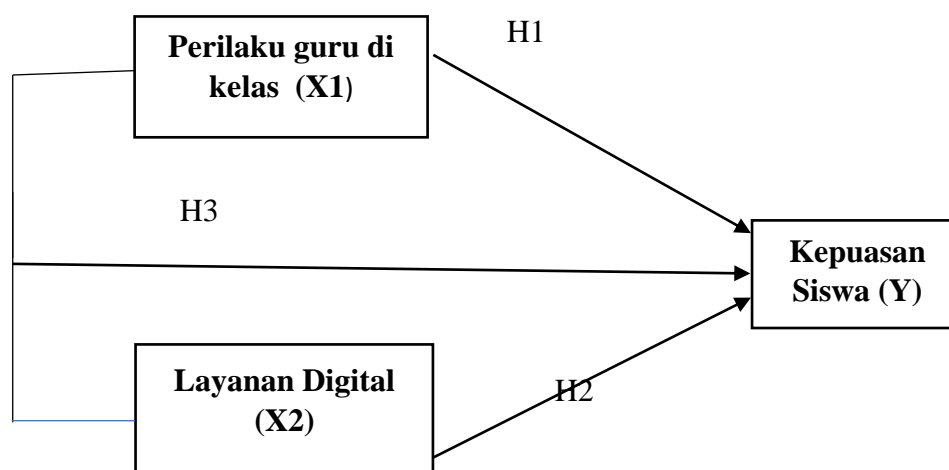 H1
Perilaku guru di
kelas  (X1)
H3
Kepuasan
Siswa (Y)
Layanan Digital
(X2)
H2